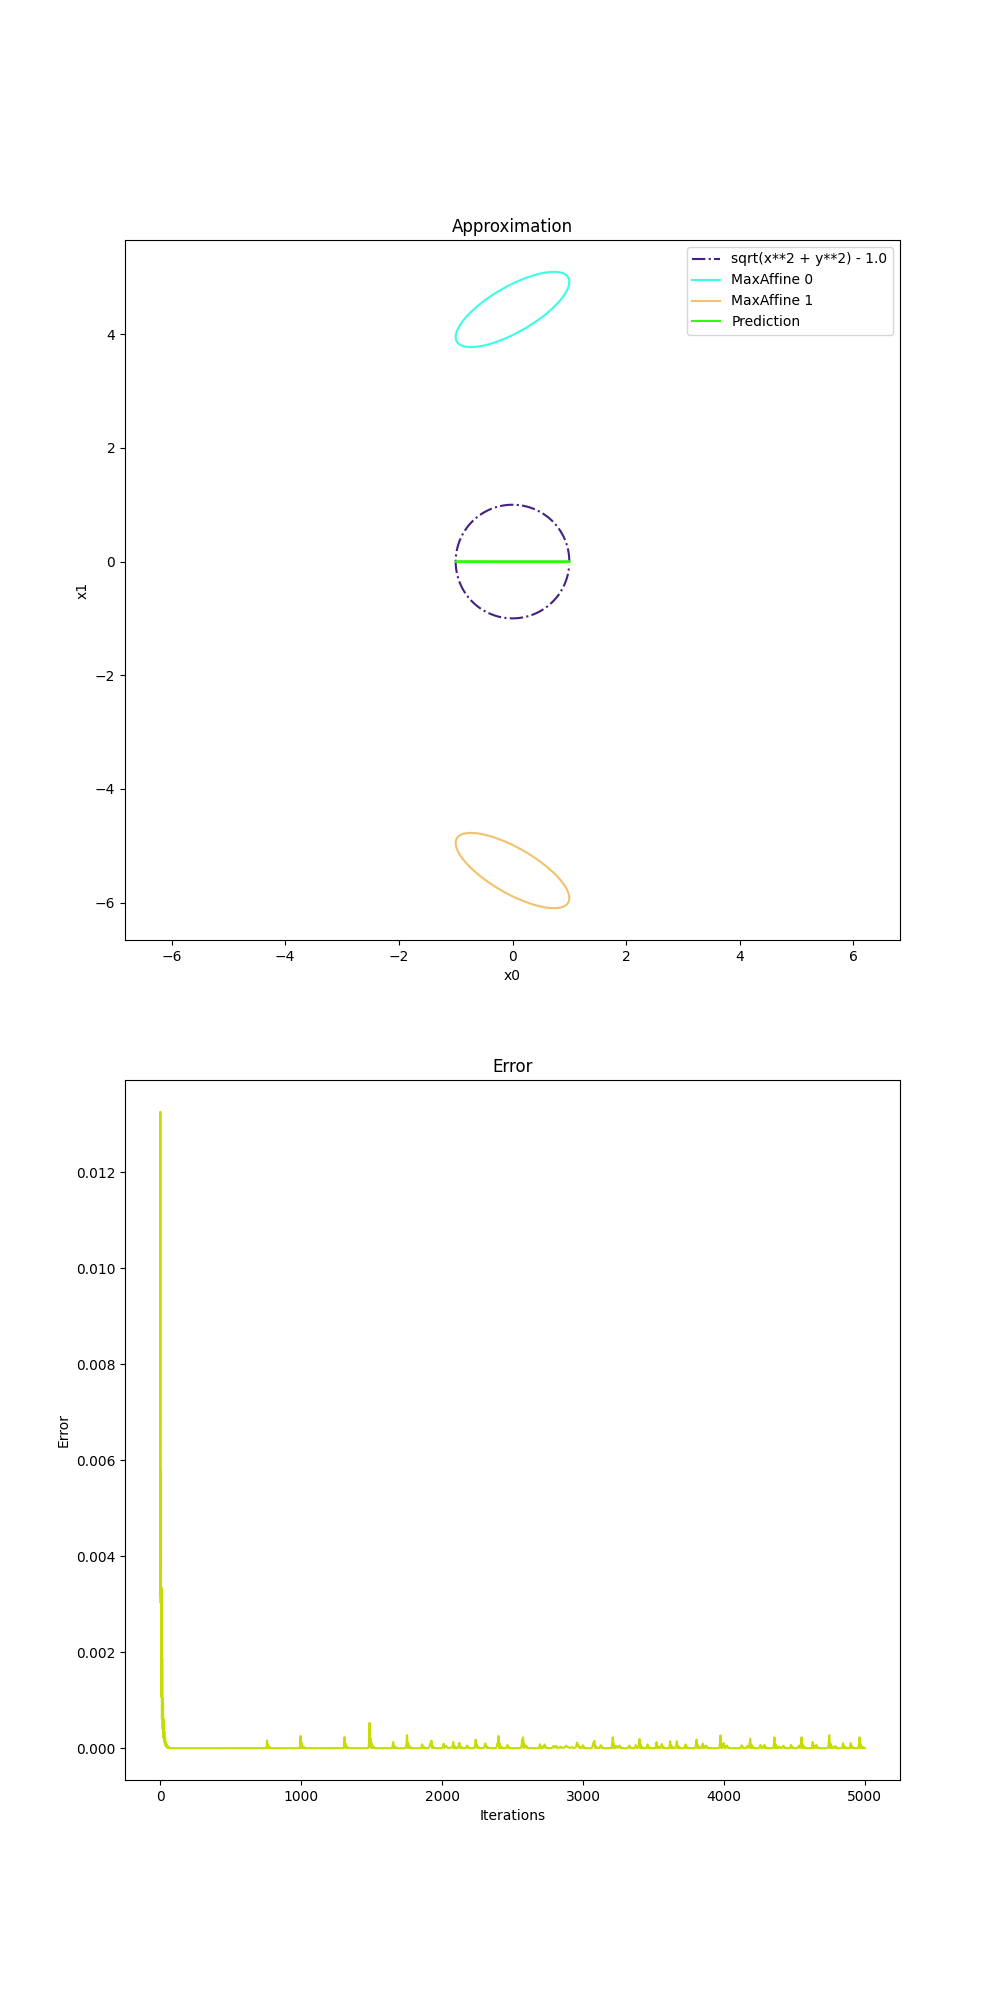 Approximation
sqrt(x**2 + y**2) - 1.0
MaxAffine 0
MaxAffine 1
Prediction
4
2
0
−2
−4
−6
x1
−6 −4 −2 0 2 4 6
x0
Error
0.012
0.010
0.008
0.006
0.004
0.002
0.000
Error
0 1000 2000 3000 4000 5000
Iterations